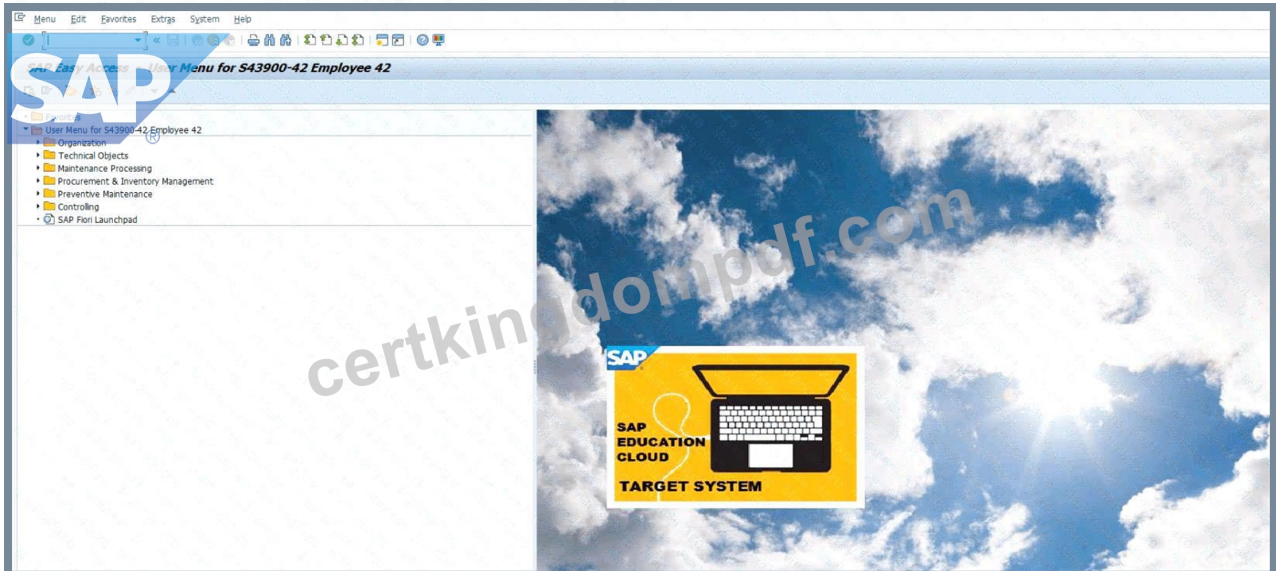 Menu Edit Favorites Extras System Help
SAP Easy Access - User Menu for S43900-42 Employee 42
SAP
®
Favorites
User Menu for S43900-42 Employee 42
Organization
Technical Objects
Maintenance Processing
Procurement & Inventory Management
Preventive Maintenance
Controlling
SAP Fiori Launchpad
certkingdompdf.com
SAP
SAP
EDUCATION
CLOUD
TARGET SYSTEM